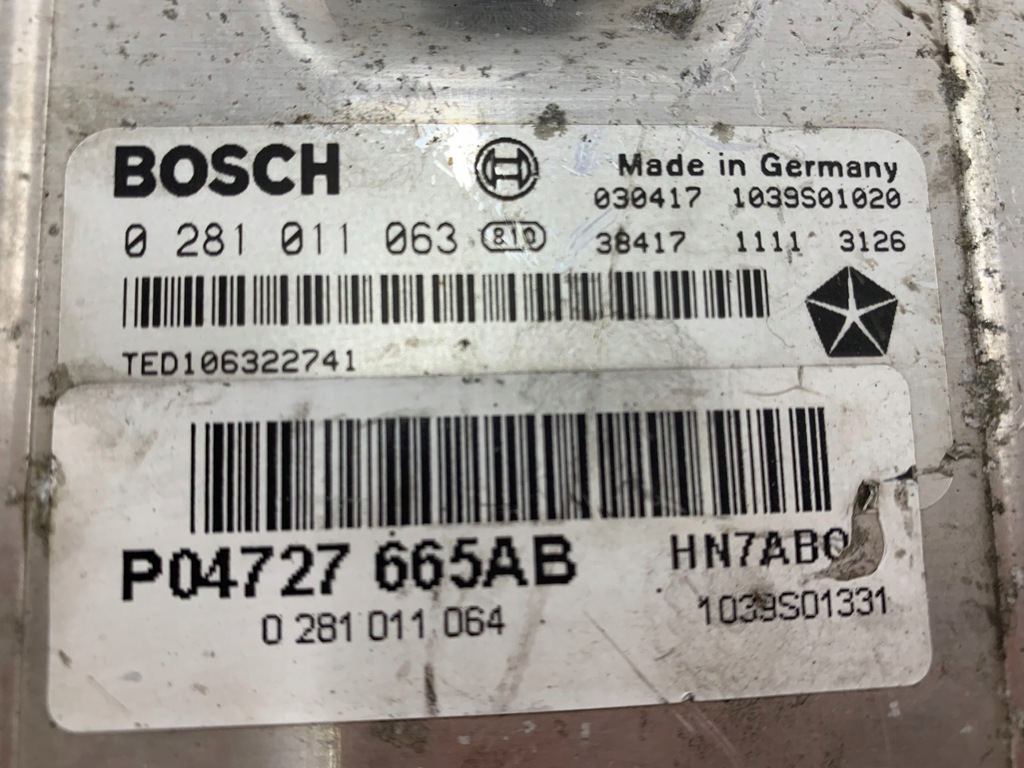 BOSCH
Made in Germany
030417 1039S01020
0 281 011 063 810 38417 1111 3126
TED106322741
P04727 665AB HN7AB0
0 281 011 064 1039S01331